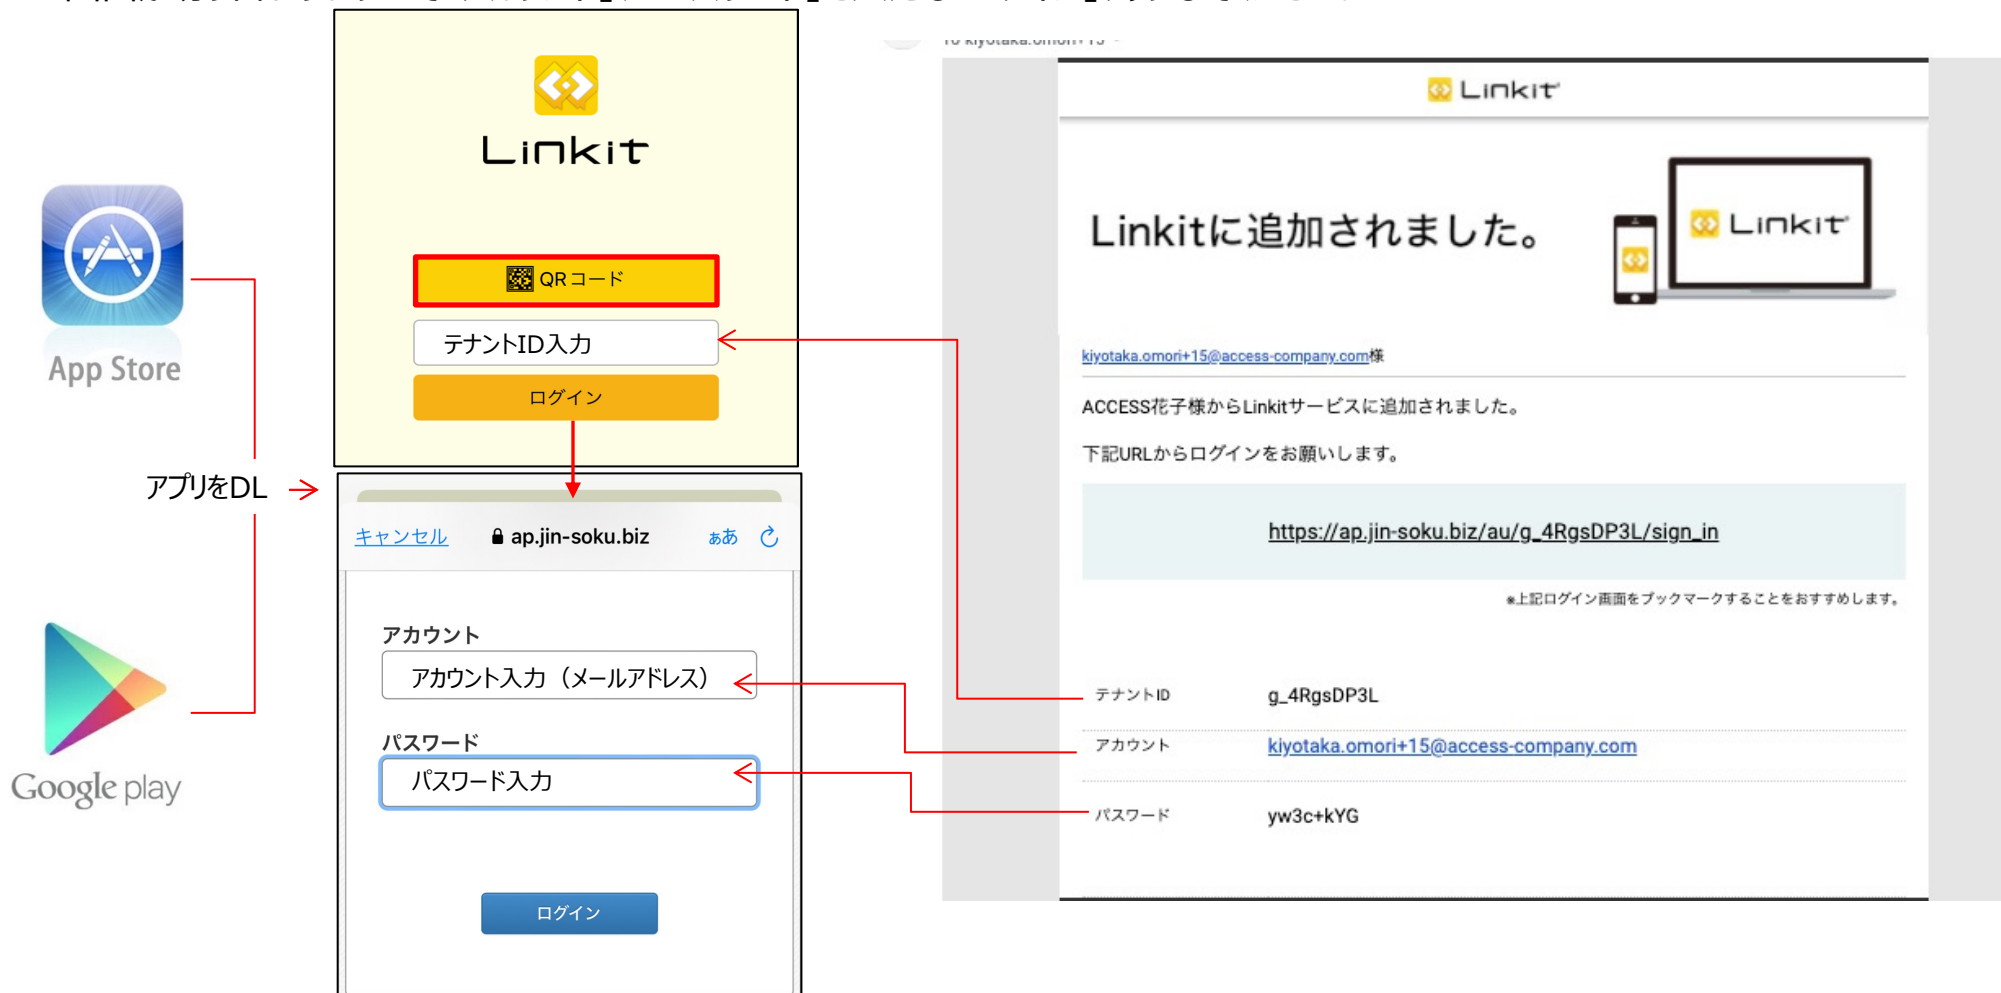 Linkit
QRコード
テナントID入力
ログイン
App Store
アプリをDL
Google play
キャンセル
ap.jin-soku.biz
ぁあ
アカウント
アカウント入力（メールアドレス）
パスワード
パスワード入力
ログイン
Linkit
Linkitに追加されました。
Linkit
kiyotaka.omori+15@access-company.com様
ACCESS花子様からLinkitサービスに追加されました。
下記URLからログインをお願いします。
https://ap.jin-soku.biz/au/g_4RgsDP3L/sign_in
※上記ログイン画面をブックマークすることをおすすめします。
テナントID g_4RgsDP3L
アカウント kiyotaka.omori+15@access-company.com
パスワード yw3c+kYG